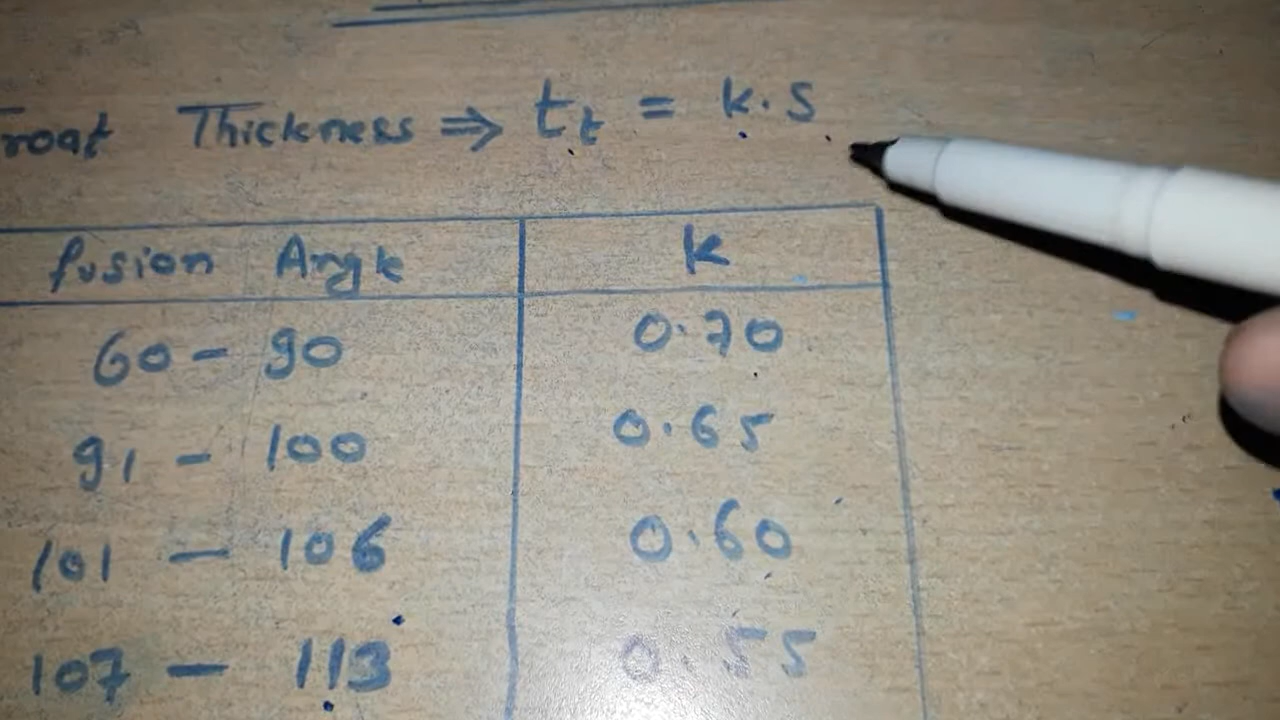 roat Thickness ⇒ t_t = k.s
fusion Angle K
60 - 90 0.70
91 - 100 0.65
101 - 106 0.60
107 - 113 0.55